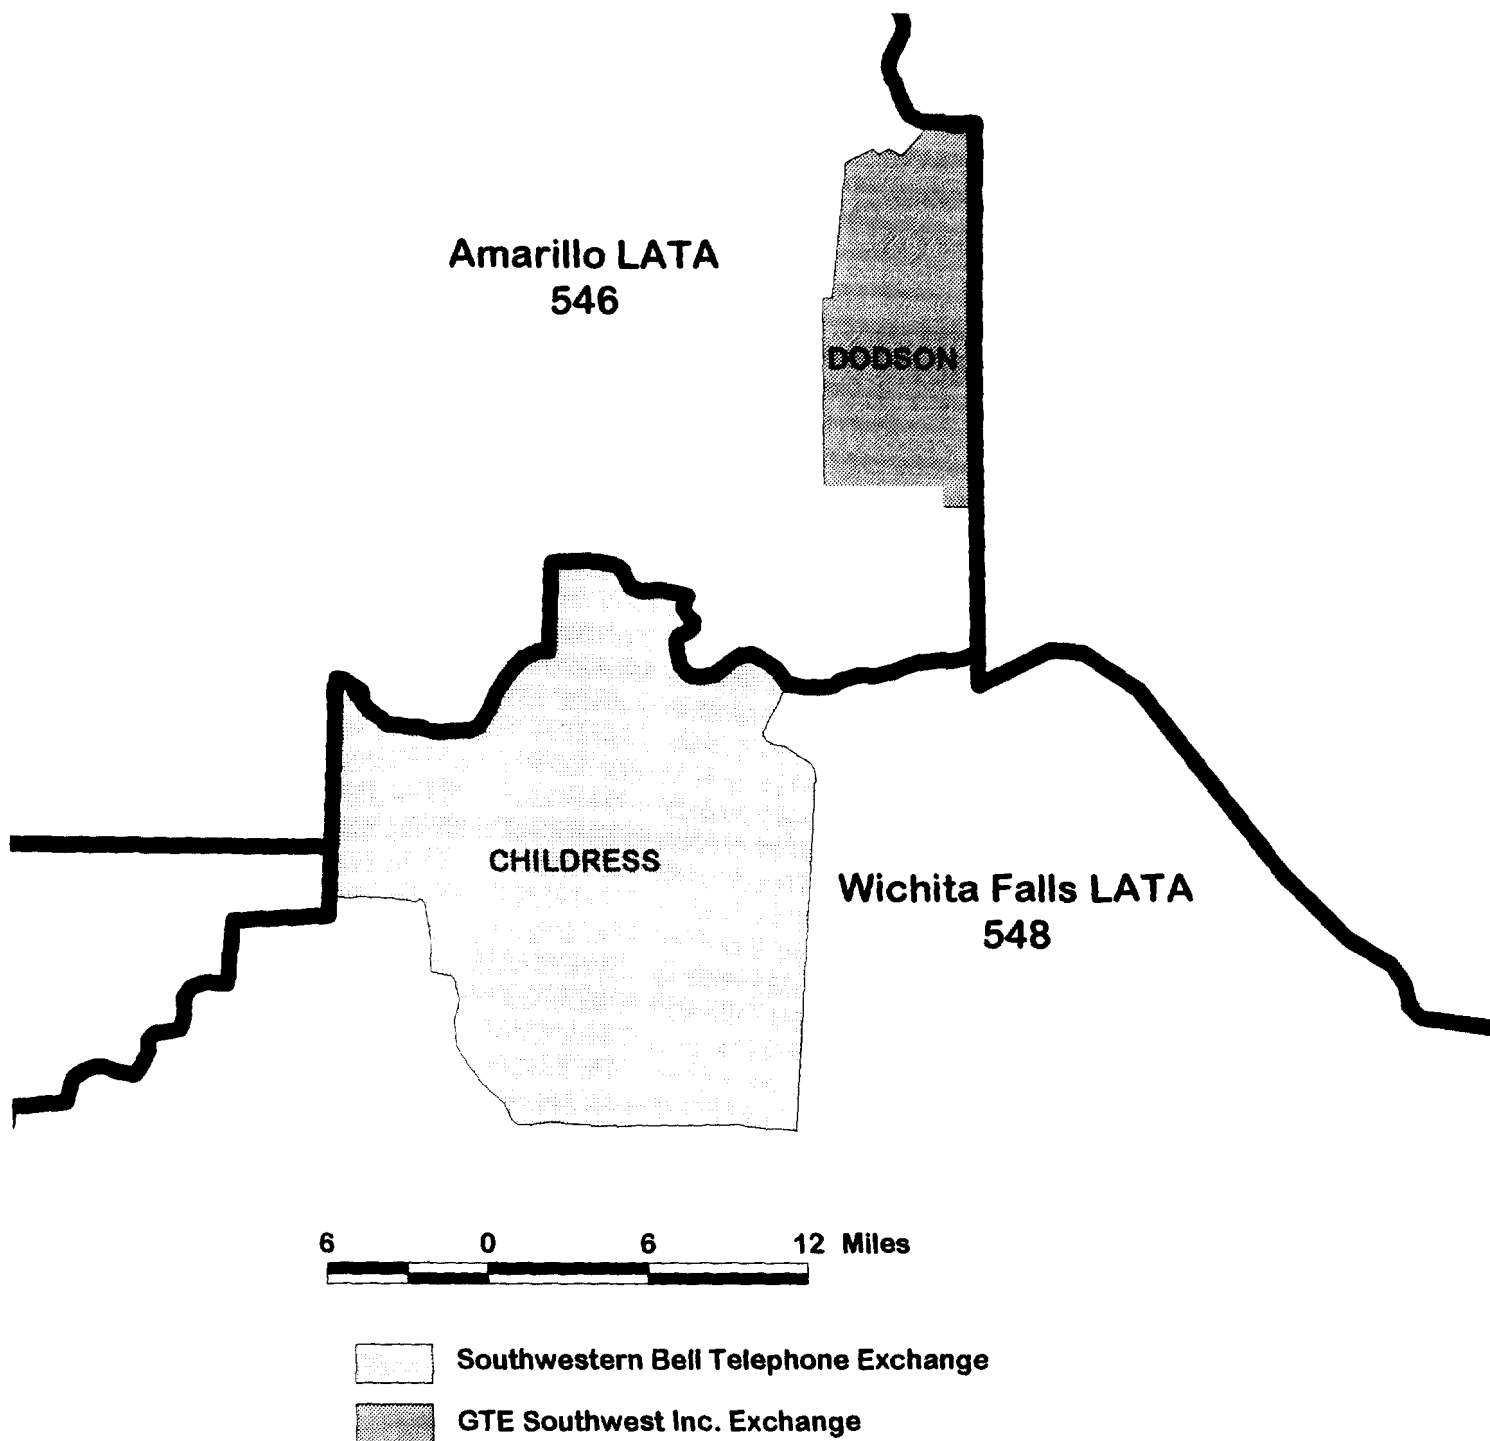 Amarillo LATA
546
DODSON
CHILDRESS
Wichita Falls LATA
548
6 0 6 12 Miles
Southwestern Bell Telephone Exchange
GTE Southwest Inc. Exchange